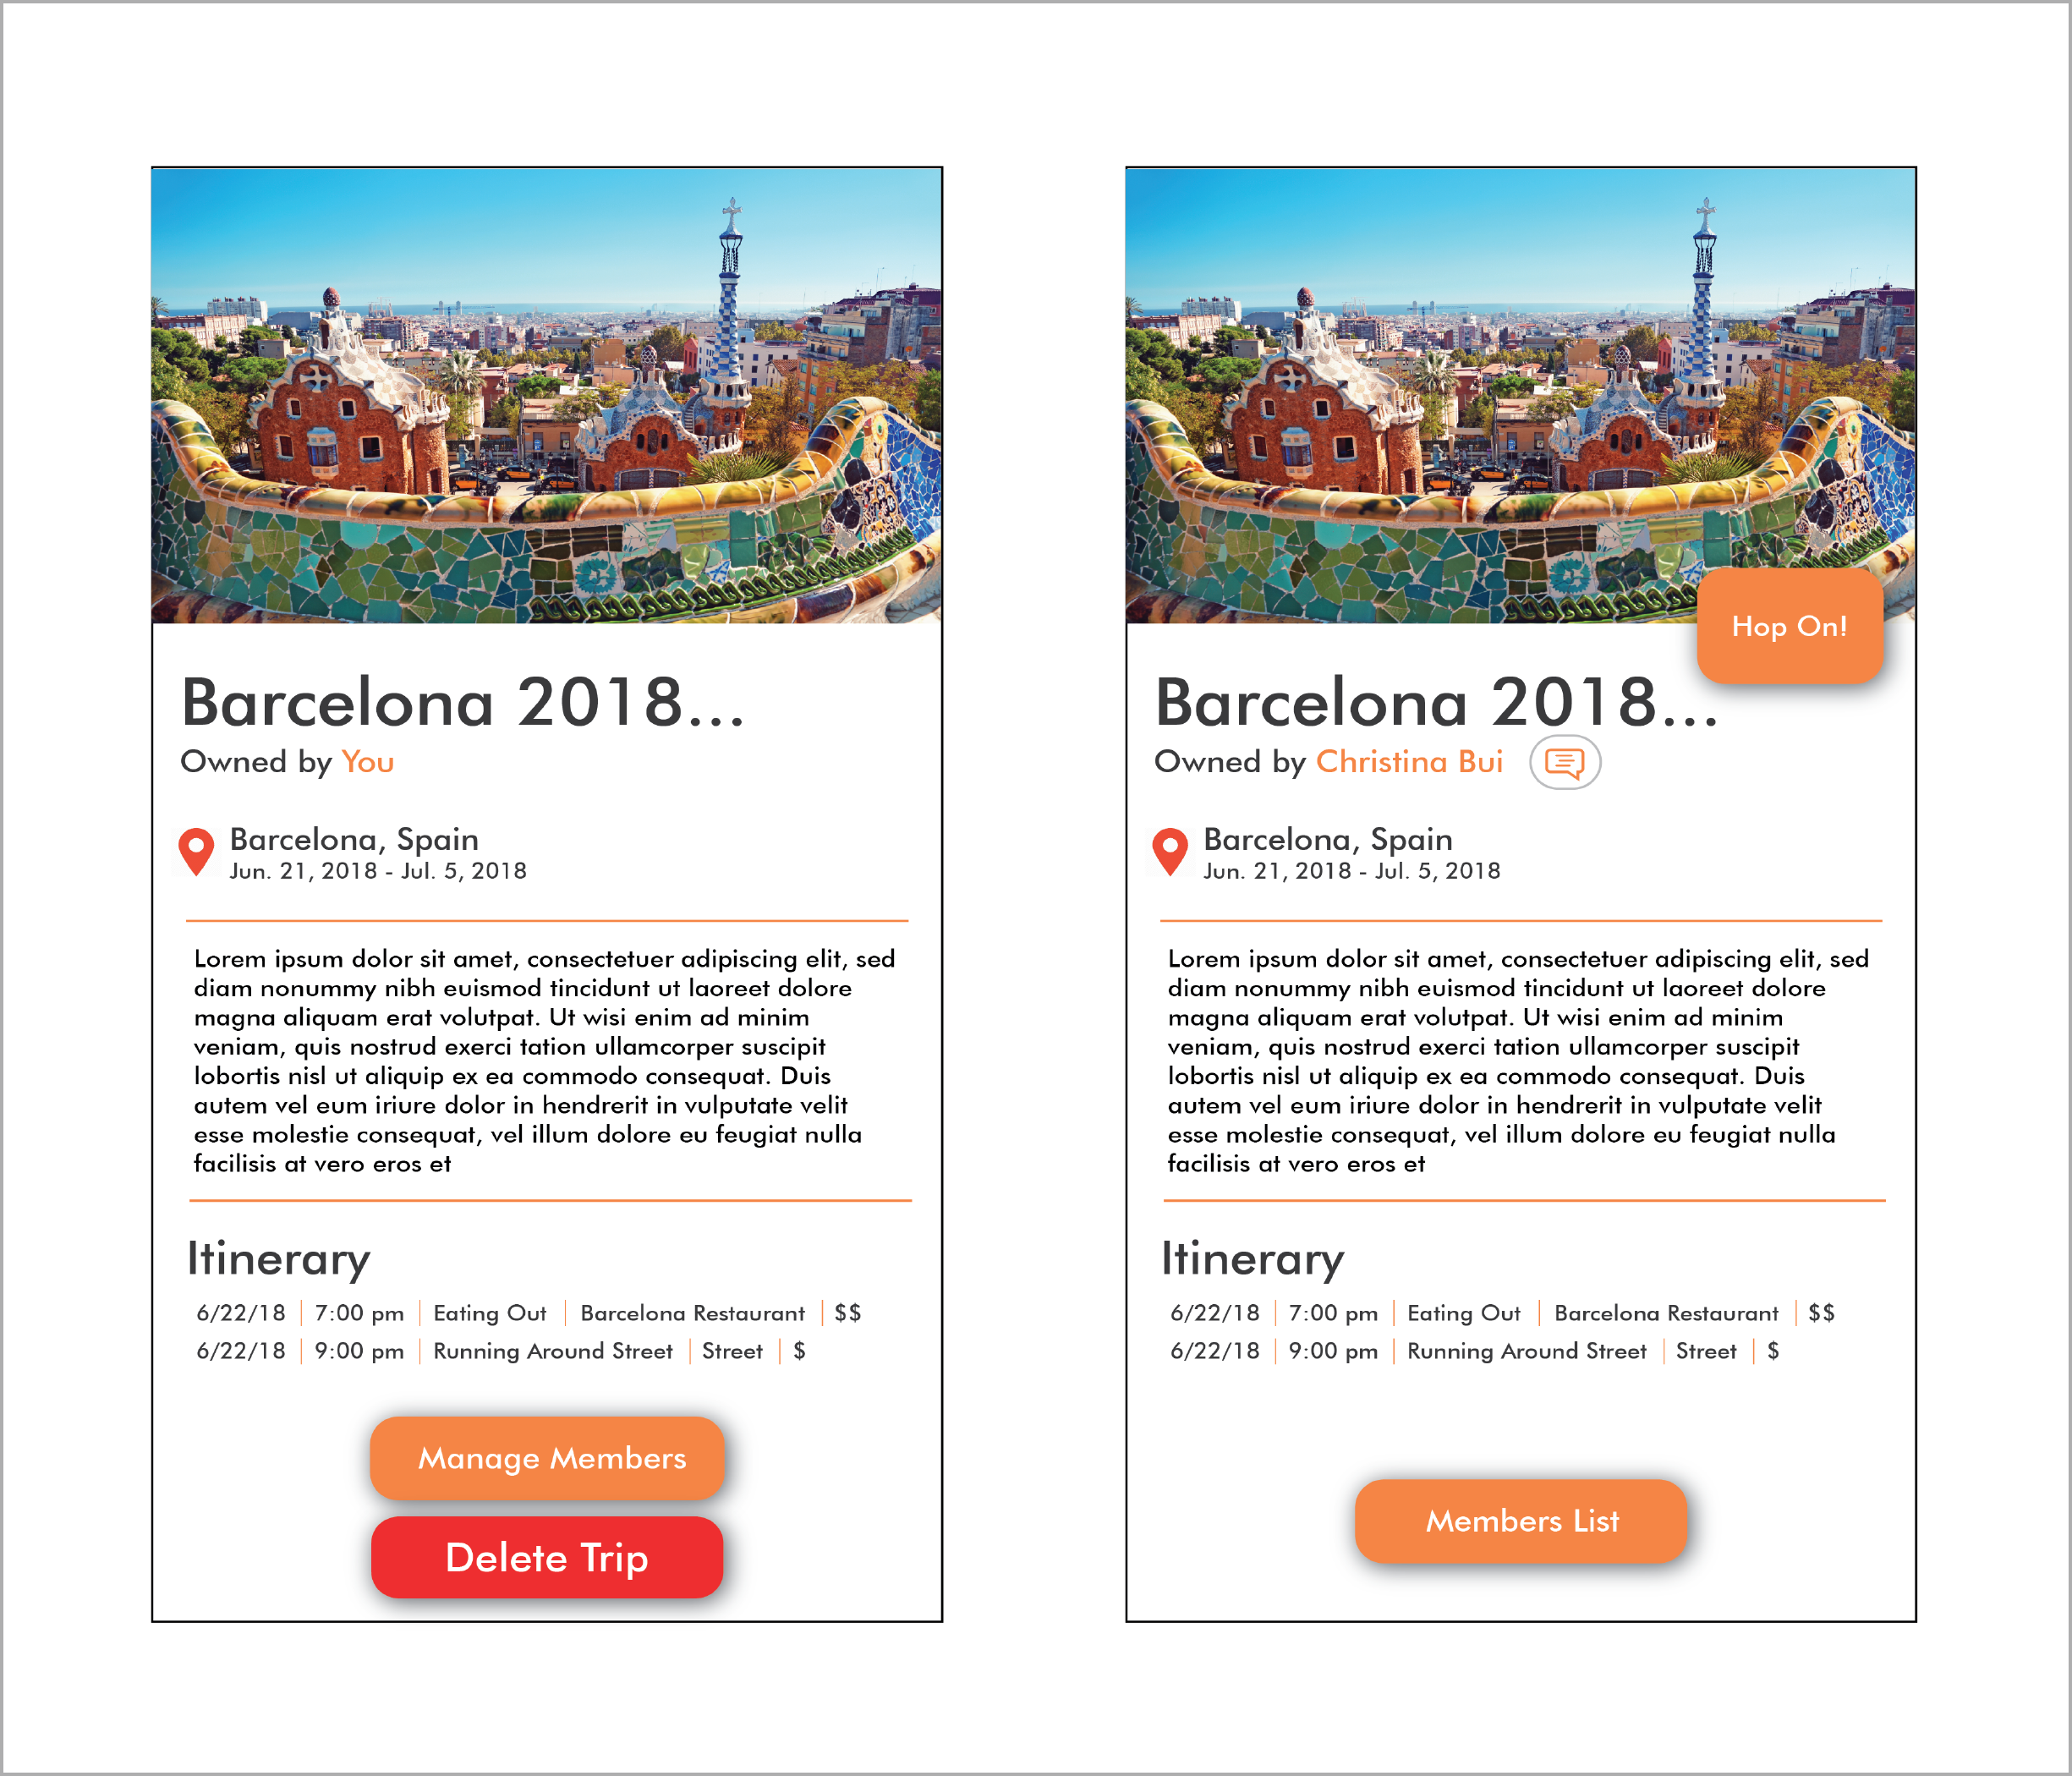 Barcelona 2018...
Owned by You
Barcelona, Spain
Jun. 21, 2018 - Jul. 5, 2018
Lorem ipsum dolor sit amet, consectetuer adipiscing elit, sed
diam nonummy nibh euismod tincidunt ut laoreet dolore
magna aliquam erat volutpat. Ut wisi enim ad minim
veniam, quis nostrud exerci tation ullamcorper suscipit
lobortis nisl ut aliquip ex ea commodo consequat. Duis
autem vel eum iriure dolor in hendrerit in vulputate velit
esse molestie consequat, vel illum dolore eu feugiat nulla
facilisis at vero eros et
Itinerary
6/22/18 | 7:00 pm | Eating Out | Barcelona Restaurant | $$
6/22/18 | 9:00 pm | Running Around Street | Street | $
Manage Members
Delete Trip
Hop On!
Barcelona 2018...
Owned by Christina Bui
Barcelona, Spain
Jun. 21, 2018 - Jul. 5, 2018
Lorem ipsum dolor sit amet, consectetuer adipiscing elit, sed
diam nonummy nibh euismod tincidunt ut laoreet dolore
magna aliquam erat volutpat. Ut wisi enim ad minim
veniam, quis nostrud exerci tation ullamcorper suscipit
lobortis nisl ut aliquip ex ea commodo consequat. Duis
autem vel eum iriure dolor in hendrerit in vulputate velit
esse molestie consequat, vel illum dolore eu feugiat nulla
facilisis at vero eros et
Itinerary
6/22/18 | 7:00 pm | Eating Out | Barcelona Restaurant | $$
6/22/18 | 9:00 pm | Running Around Street | Street | $
Members List